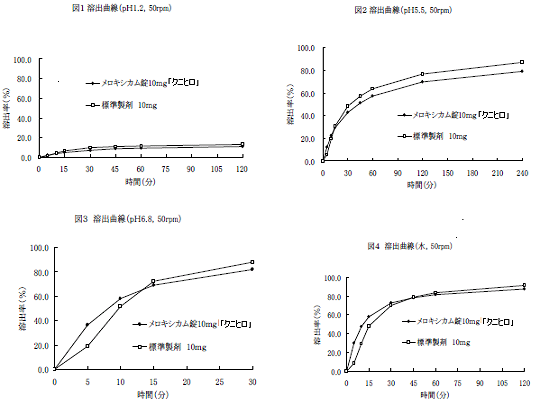 図1 溶出曲線(pH1.2, 50rpm)
溶出率(%)
100.0
80.0
60.0
40.0
20.0
0.0
メロキシカム錠10mg「クニヒロ」
標準製剤 10mg
0 15 30 45 60 75 90 105 120
時間(分)
図2 溶出曲線(pH5.5, 50rpm)
溶出率(%)
100.0
80.0
60.0
40.0
20.0
0.0
メロキシカム錠10mg「クニヒロ」
標準製剤 10mg
0 30 60 90 120 150 180 210 240
時間(分)
図3 溶出曲線(pH6.8, 50rpm)
溶出率(%)
100.0
80.0
60.0
40.0
20.0
0.0
メロキシカム錠10mg「クニヒロ」
標準製剤 10mg
0 5 10 15 20 25 30
時間(分)
図4 溶出曲線(水, 50rpm)
溶出率(%)
100.0
80.0
60.0
40.0
20.0
0.0
メロキシカム錠10mg「クニヒロ」
標準製剤 10mg
0 15 30 45 60 75 90 105 120
時間(分)